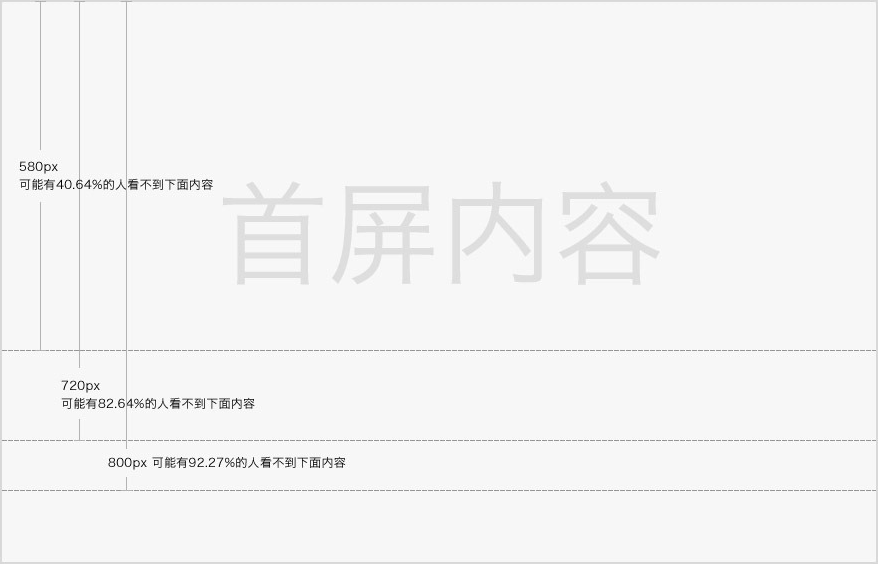 580px
可能有40.64%的人看不到下面内容
首屏内容
720px
可能有82.64%的人看不到下面内容
800px 可能有92.27%的人看不到下面内容